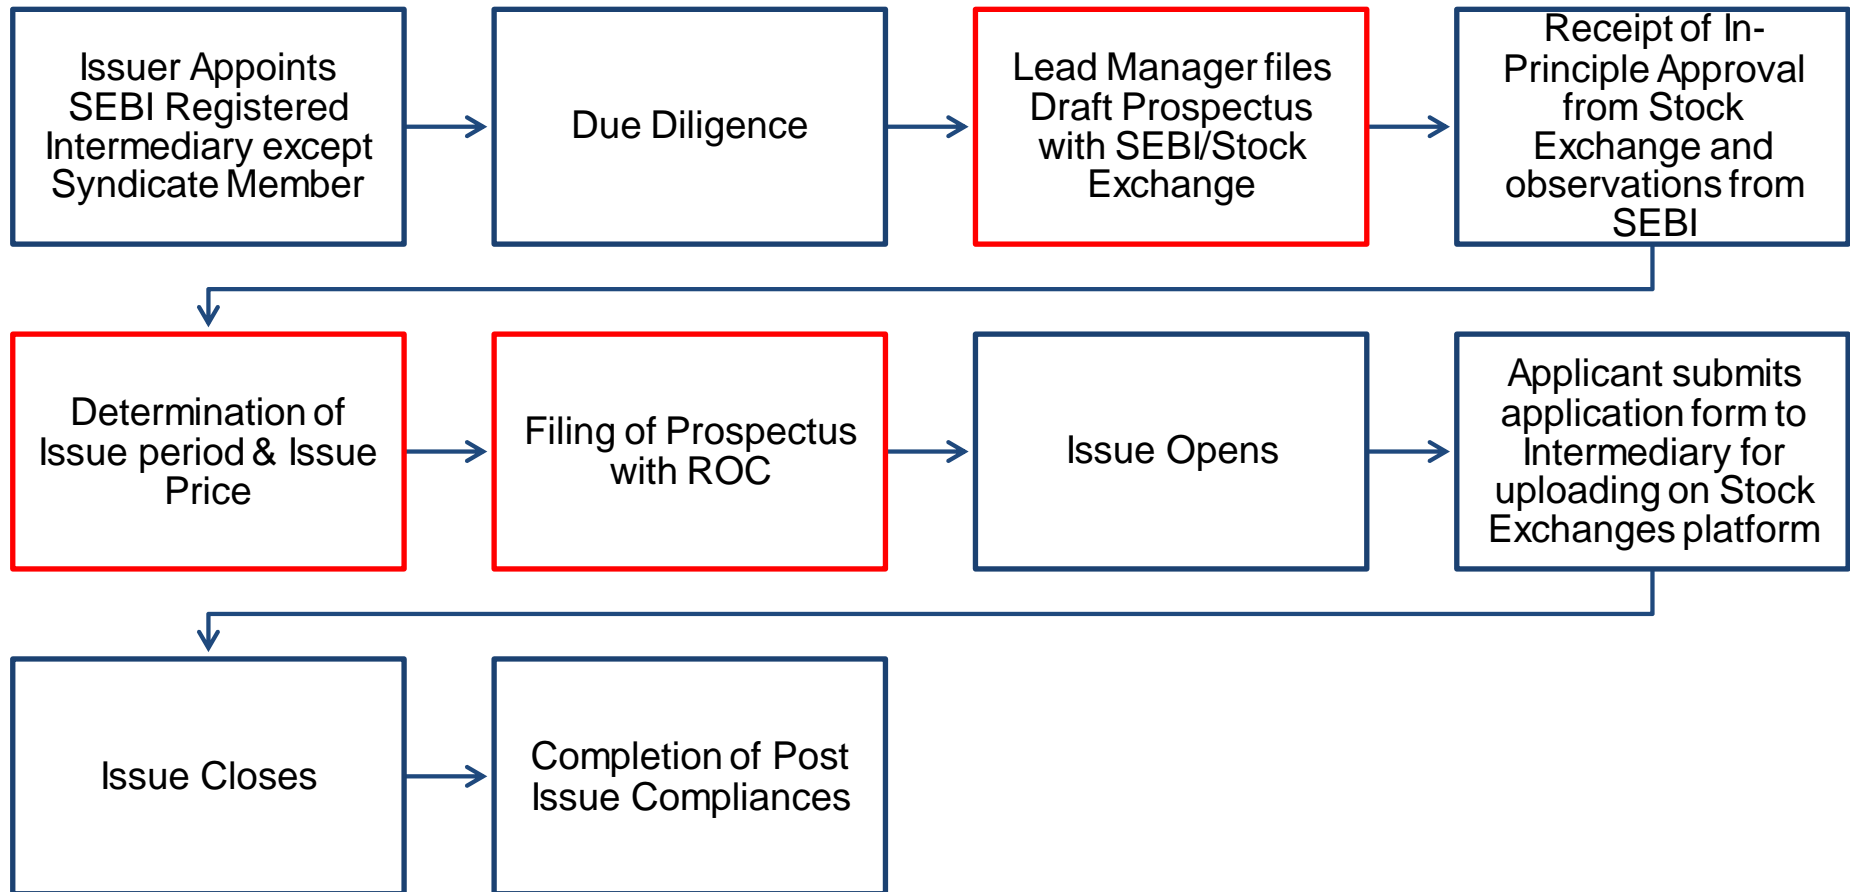 Issuer Appoints
SEBI Registered
Intermediary except
Syndicate Member
Due Diligence
Lead Manager files
Draft Prospectus
with SEBI/Stock
Exchange
Receipt of In-
Principle Approval
from Stock
Exchange and
observations from
SEBI
Determination of
Issue period & Issue
Price
Filing of Prospectus
with ROC
Issue Opens
Applicant submits
application form to
Intermediary for
uploading on Stock
Exchanges platform
Issue Closes
Completion of Post
Issue Compliances